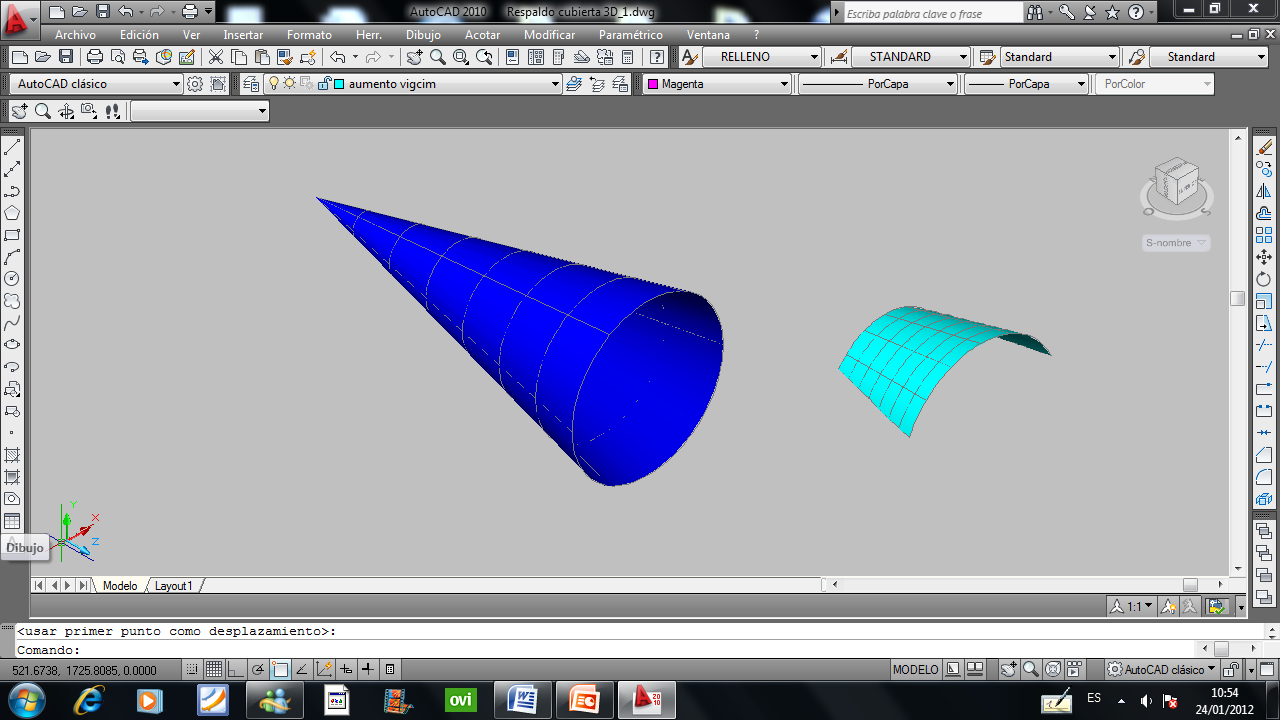 AutoCAD 2010 Respaldo cubierta 3D_1.dwg Escriba palabra clave o frase
Archivo Edición Ver Insertar Formato Herr. Dibujo Acotar Modificar Paramétrico Ventana ?
RELLENO STANDARD Standard Standard
AutoCAD clásico aumento vigcim Magenta PorCapa PorCapa PorColor
S-nombre
Y
X
Z
Dibujo
Modelo Layout1
1:1
<usar primer punto como desplazamiento>:
Comando:
521.6738, 1725.8085, 0.0000 MODELO AutoCAD clásico
ovi ES 10:54
24/01/2012